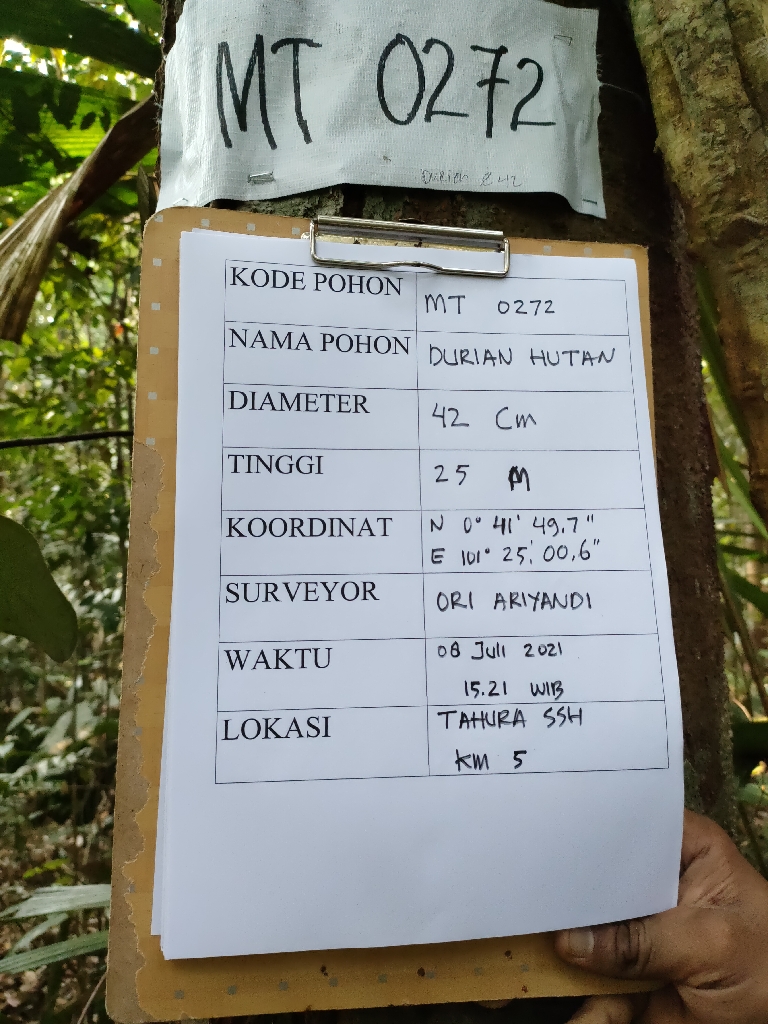 MT 0272
Durian ⌀ 42
KODE POHON MT 0272
NAMA POHON DURIAN HUTAN
DIAMETER 42 Cm
TINGGI 25 M
KOORDINAT N 0° 41' 49,7"
E 101° 25' 00,6"
SURVEYOR ORI ARIYANDI
WAKTU 08 Juli 2021
15.21 WIB
LOKASI TAHURA SSH
KM 5